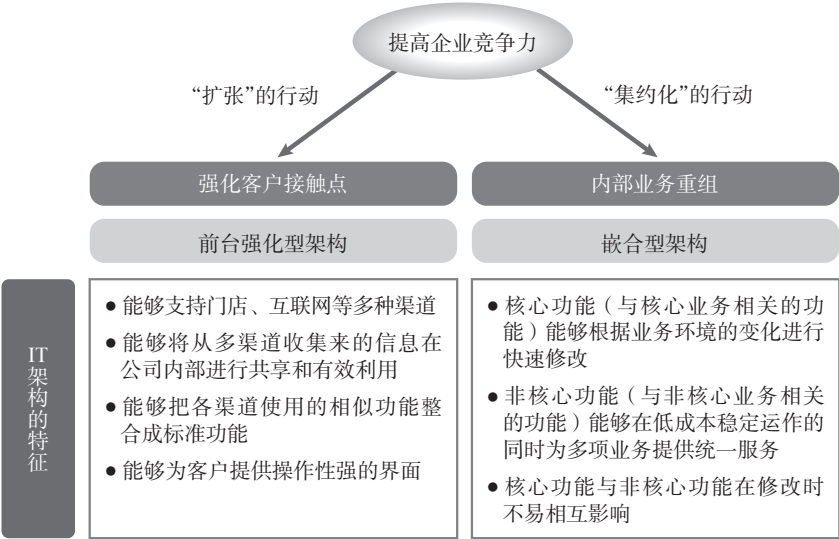 提高企业竞争力
“扩张”的行动
“集约化”的行动
强化客户接触点
内部业务重组
前台强化型架构
嵌合型架构
IT架构的特征
●能够支持门店、互联网等多种渠道
●能够将从多渠道收集来的信息在
公司内部进行共享和有效利用
●能够把各渠道使用的相似功能整
合成标准功能
●能够为客户提供操作性强的界面
●核心功能（与核心业务相关的功
能）能够根据业务环境的变化进行
快速修改
●非核心功能（与非核心业务相关
的功能）能够在低成本稳定运作的
同时为多项业务提供统一服务
●核心功能与非核心功能在修改时
不易相互影响